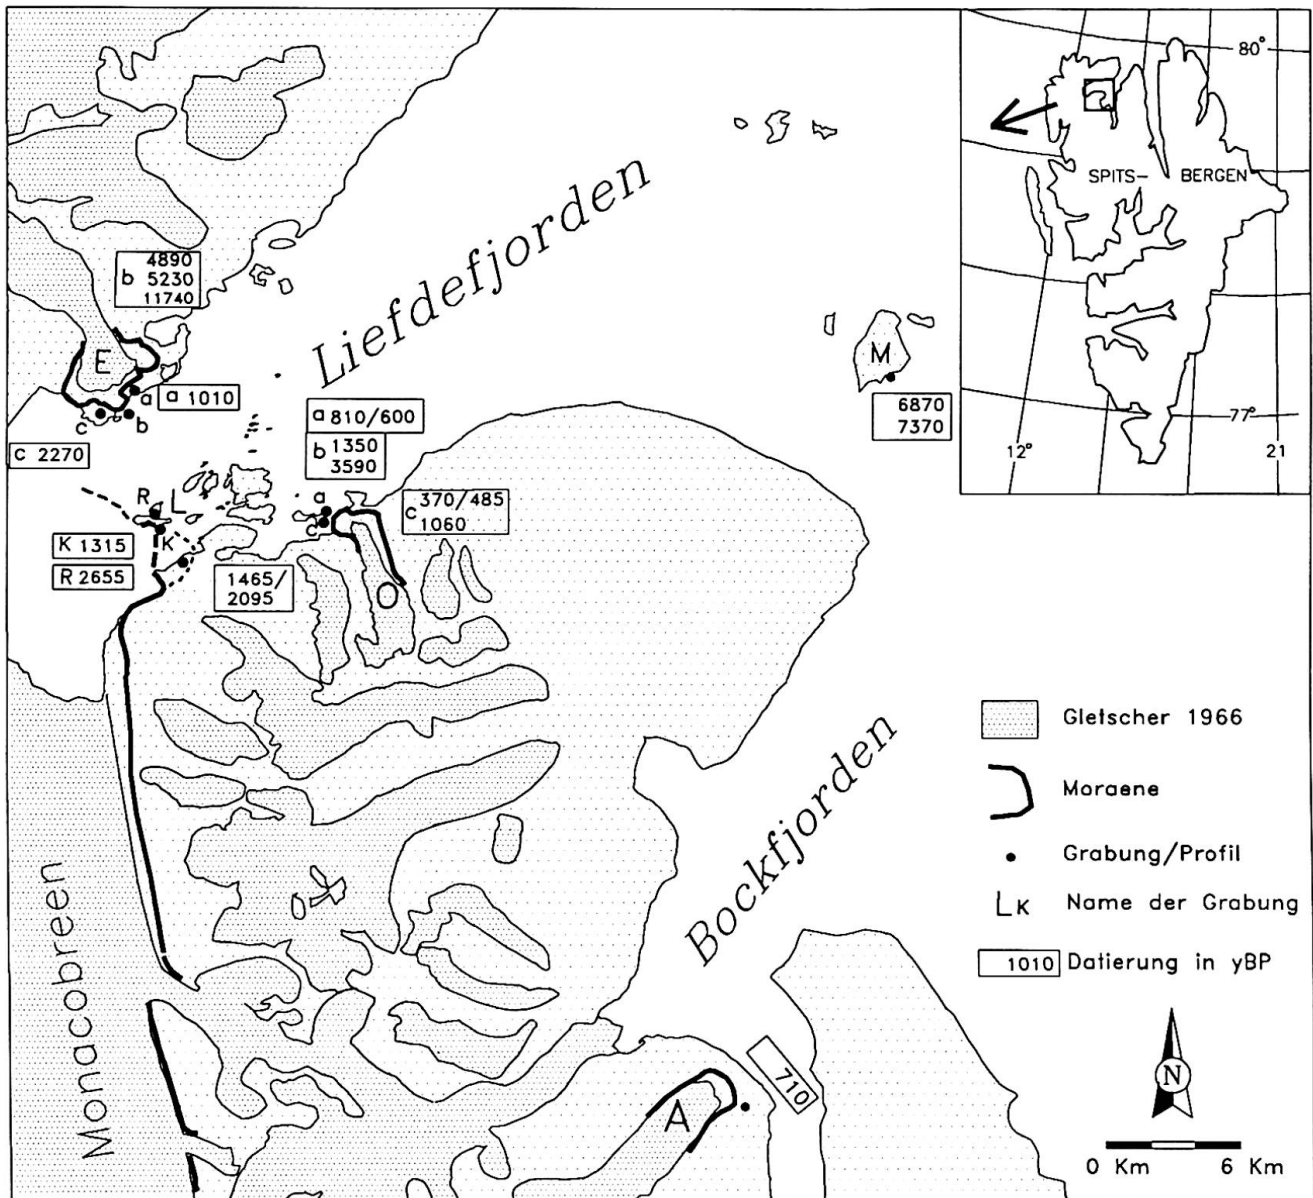 80°
SPITS- BERGEN
77°
12° 21
Liefdefjorden
4890
b 5230
11740
E
a
a 1010
c b
c 2270
M
6870
7370
a 810/600
b 1350
3590
a
c
c 370/485
1060
R L
K
K 1315
R 2655
1465/
2095
O
Gletscher 1966
Moraene
Grabung/Profil
LK Name der Grabung
1010 Datierung in yBP
Bockfjorden
Monacobreen
710
A
N
0 Km 6 Km